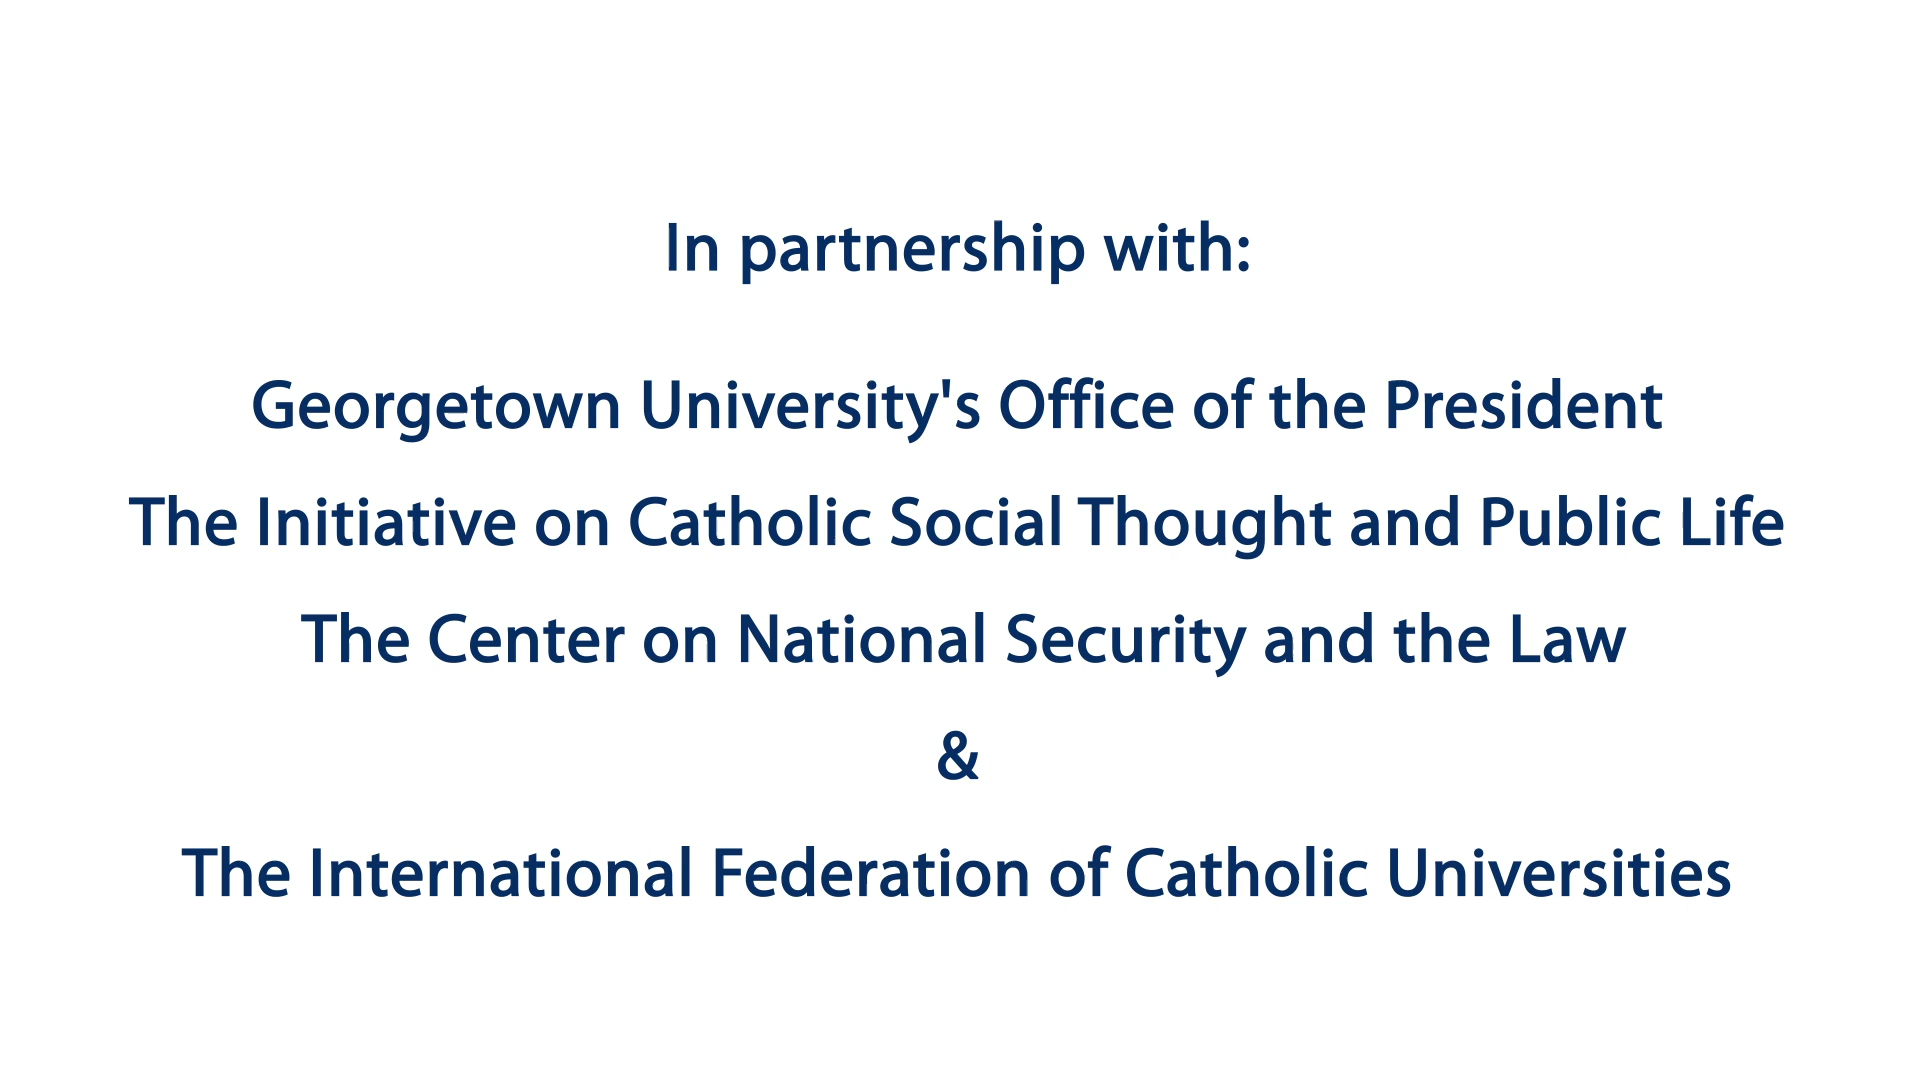 In partnership with:
Georgetown University's Office of the President
The Initiative on Catholic Social Thought and Public Life
The Center on National Security and the Law
&
The International Federation of Catholic Universities